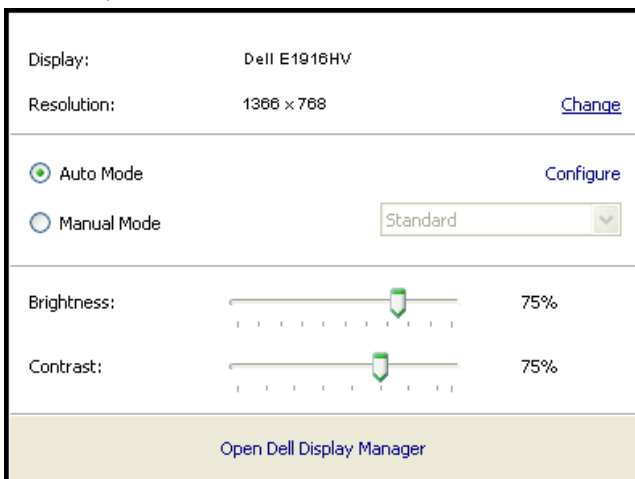 Display: Dell E1916HV
Resolution: 1366 x 768 Change
Auto Mode Configure
Manual Mode Standard
Brightness: 75%
Contrast: 75%
Open Dell Display Manager